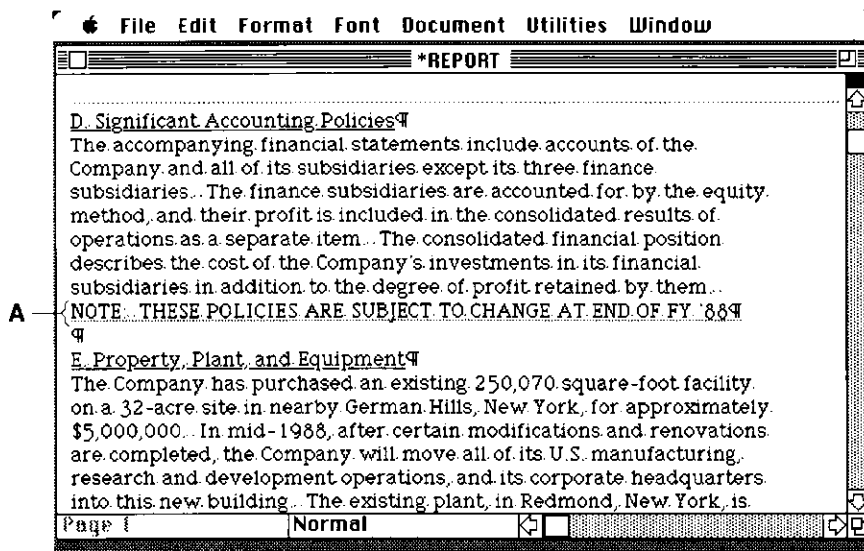 File Edit Format Font Document Utilities Window
*REPORT
D. Significant Accounting Policies¶
The accompanying financial statements include accounts of the
Company and all of its subsidiaries except its three finance
subsidiaries. The finance subsidiaries are accounted for by the equity
method, and their profit is included in the consolidated results of
operations as a separate item. The consolidated financial position
describes the cost of the Company's investments in its financial
subsidiaries in addition to the degree of profit retained by them.
A NOTE: THESE POLICIES ARE SUBJECT TO CHANGE AT END OF FY '88¶
¶
E. Property, Plant, and Equipment¶
The Company has purchased an existing 250,070 square-foot facility
on a 32-acre site in nearby German Hills, New York, for approximately
$5,000,000. In mid-1988, after certain modifications and renovations
are completed, the Company will move all of its U.S. manufacturing,
research and development operations, and its corporate headquarters
into this new building. The existing plant, in Redmond, New York, is
Page 1 Normal